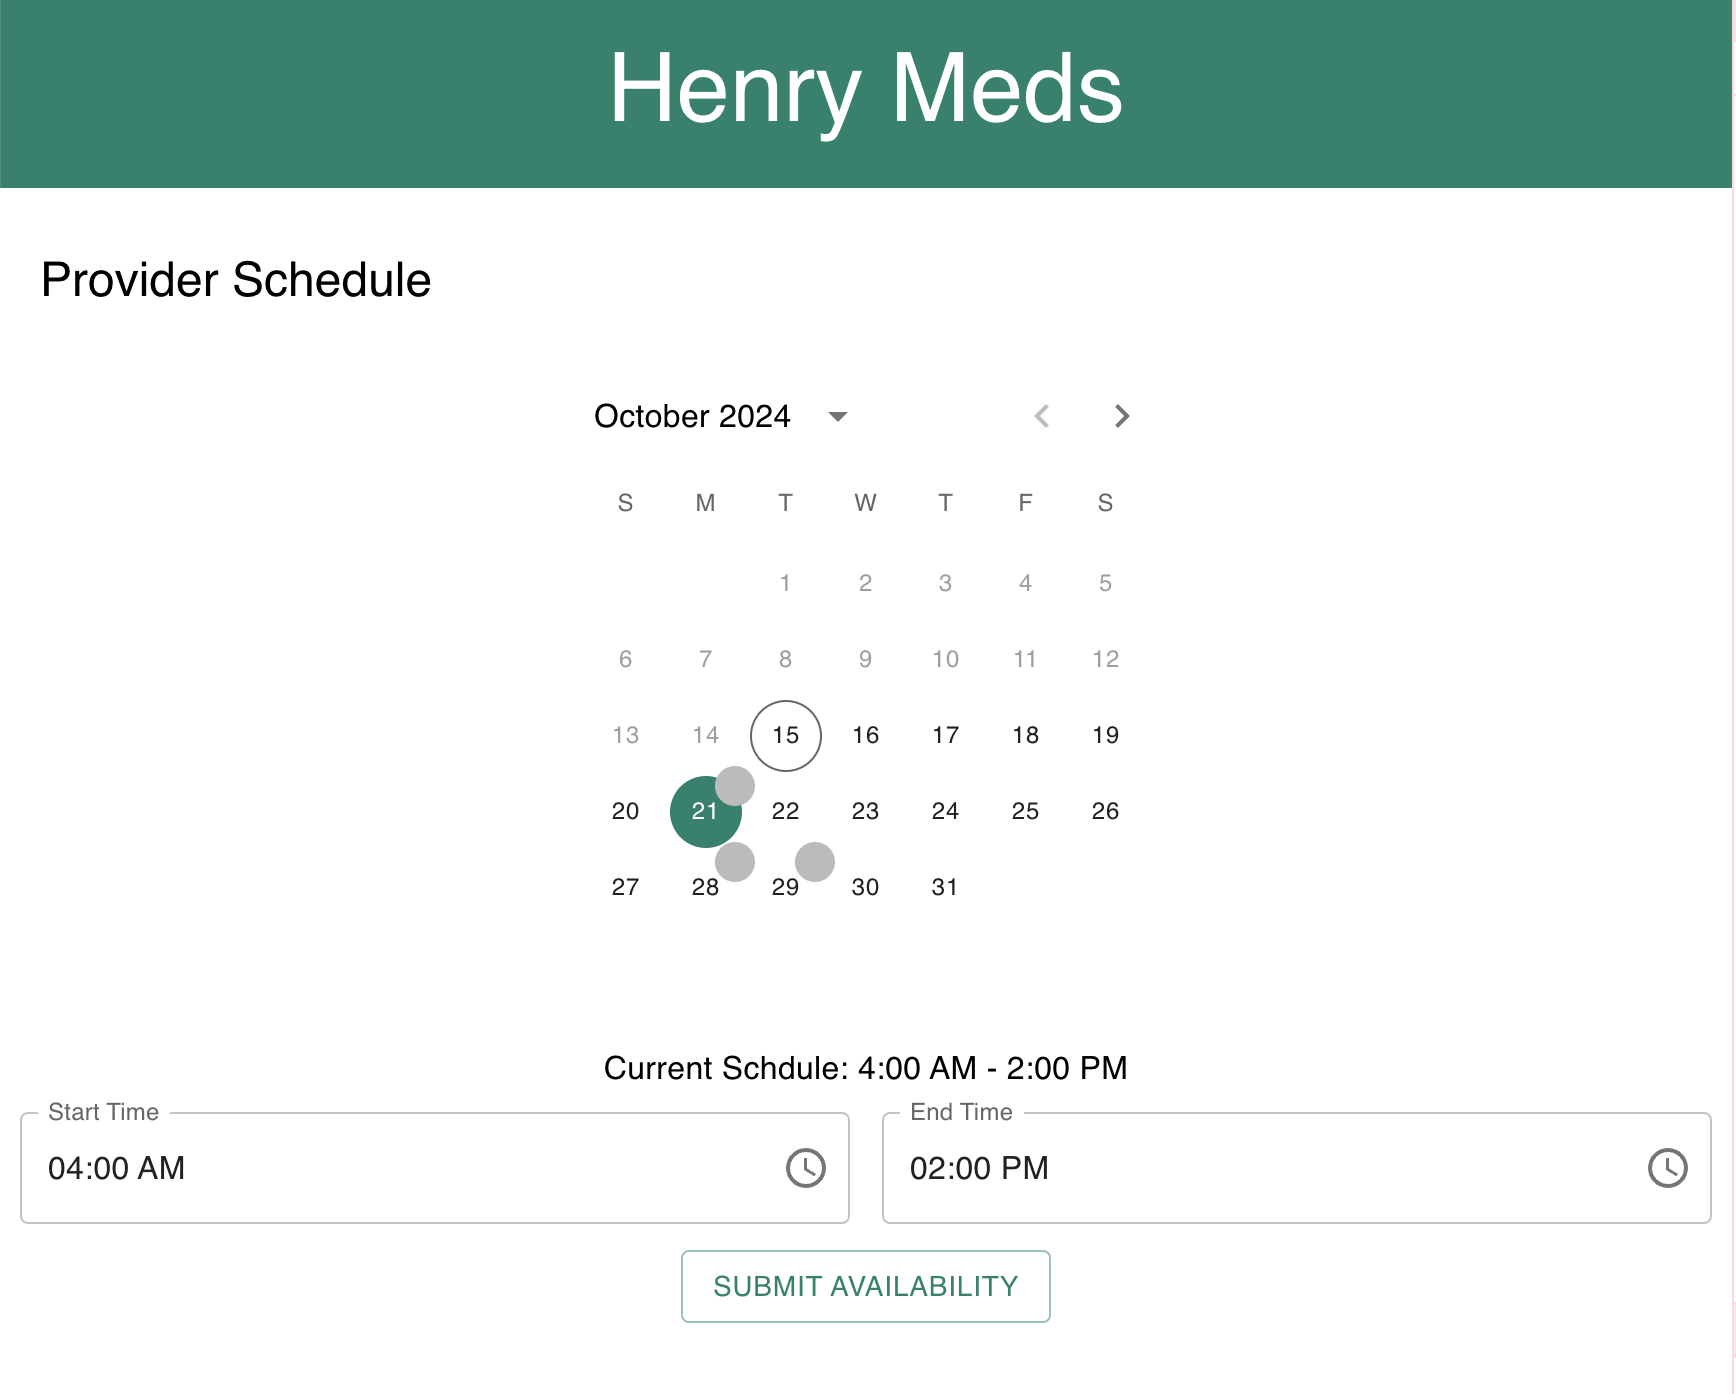 Henry Meds
Provider Schedule
October 2024
S M T W T F S
1 2 3 4 5
6 7 8 9 10 11 12
13 14 15 16 17 18 19
20 21 22 23 24 25 26
27 28 29 30 31
Current Schdule: 4:00 AM - 2:00 PM
Start Time End Time
04:00 AM 02:00 PM
SUBMIT AVAILABILITY